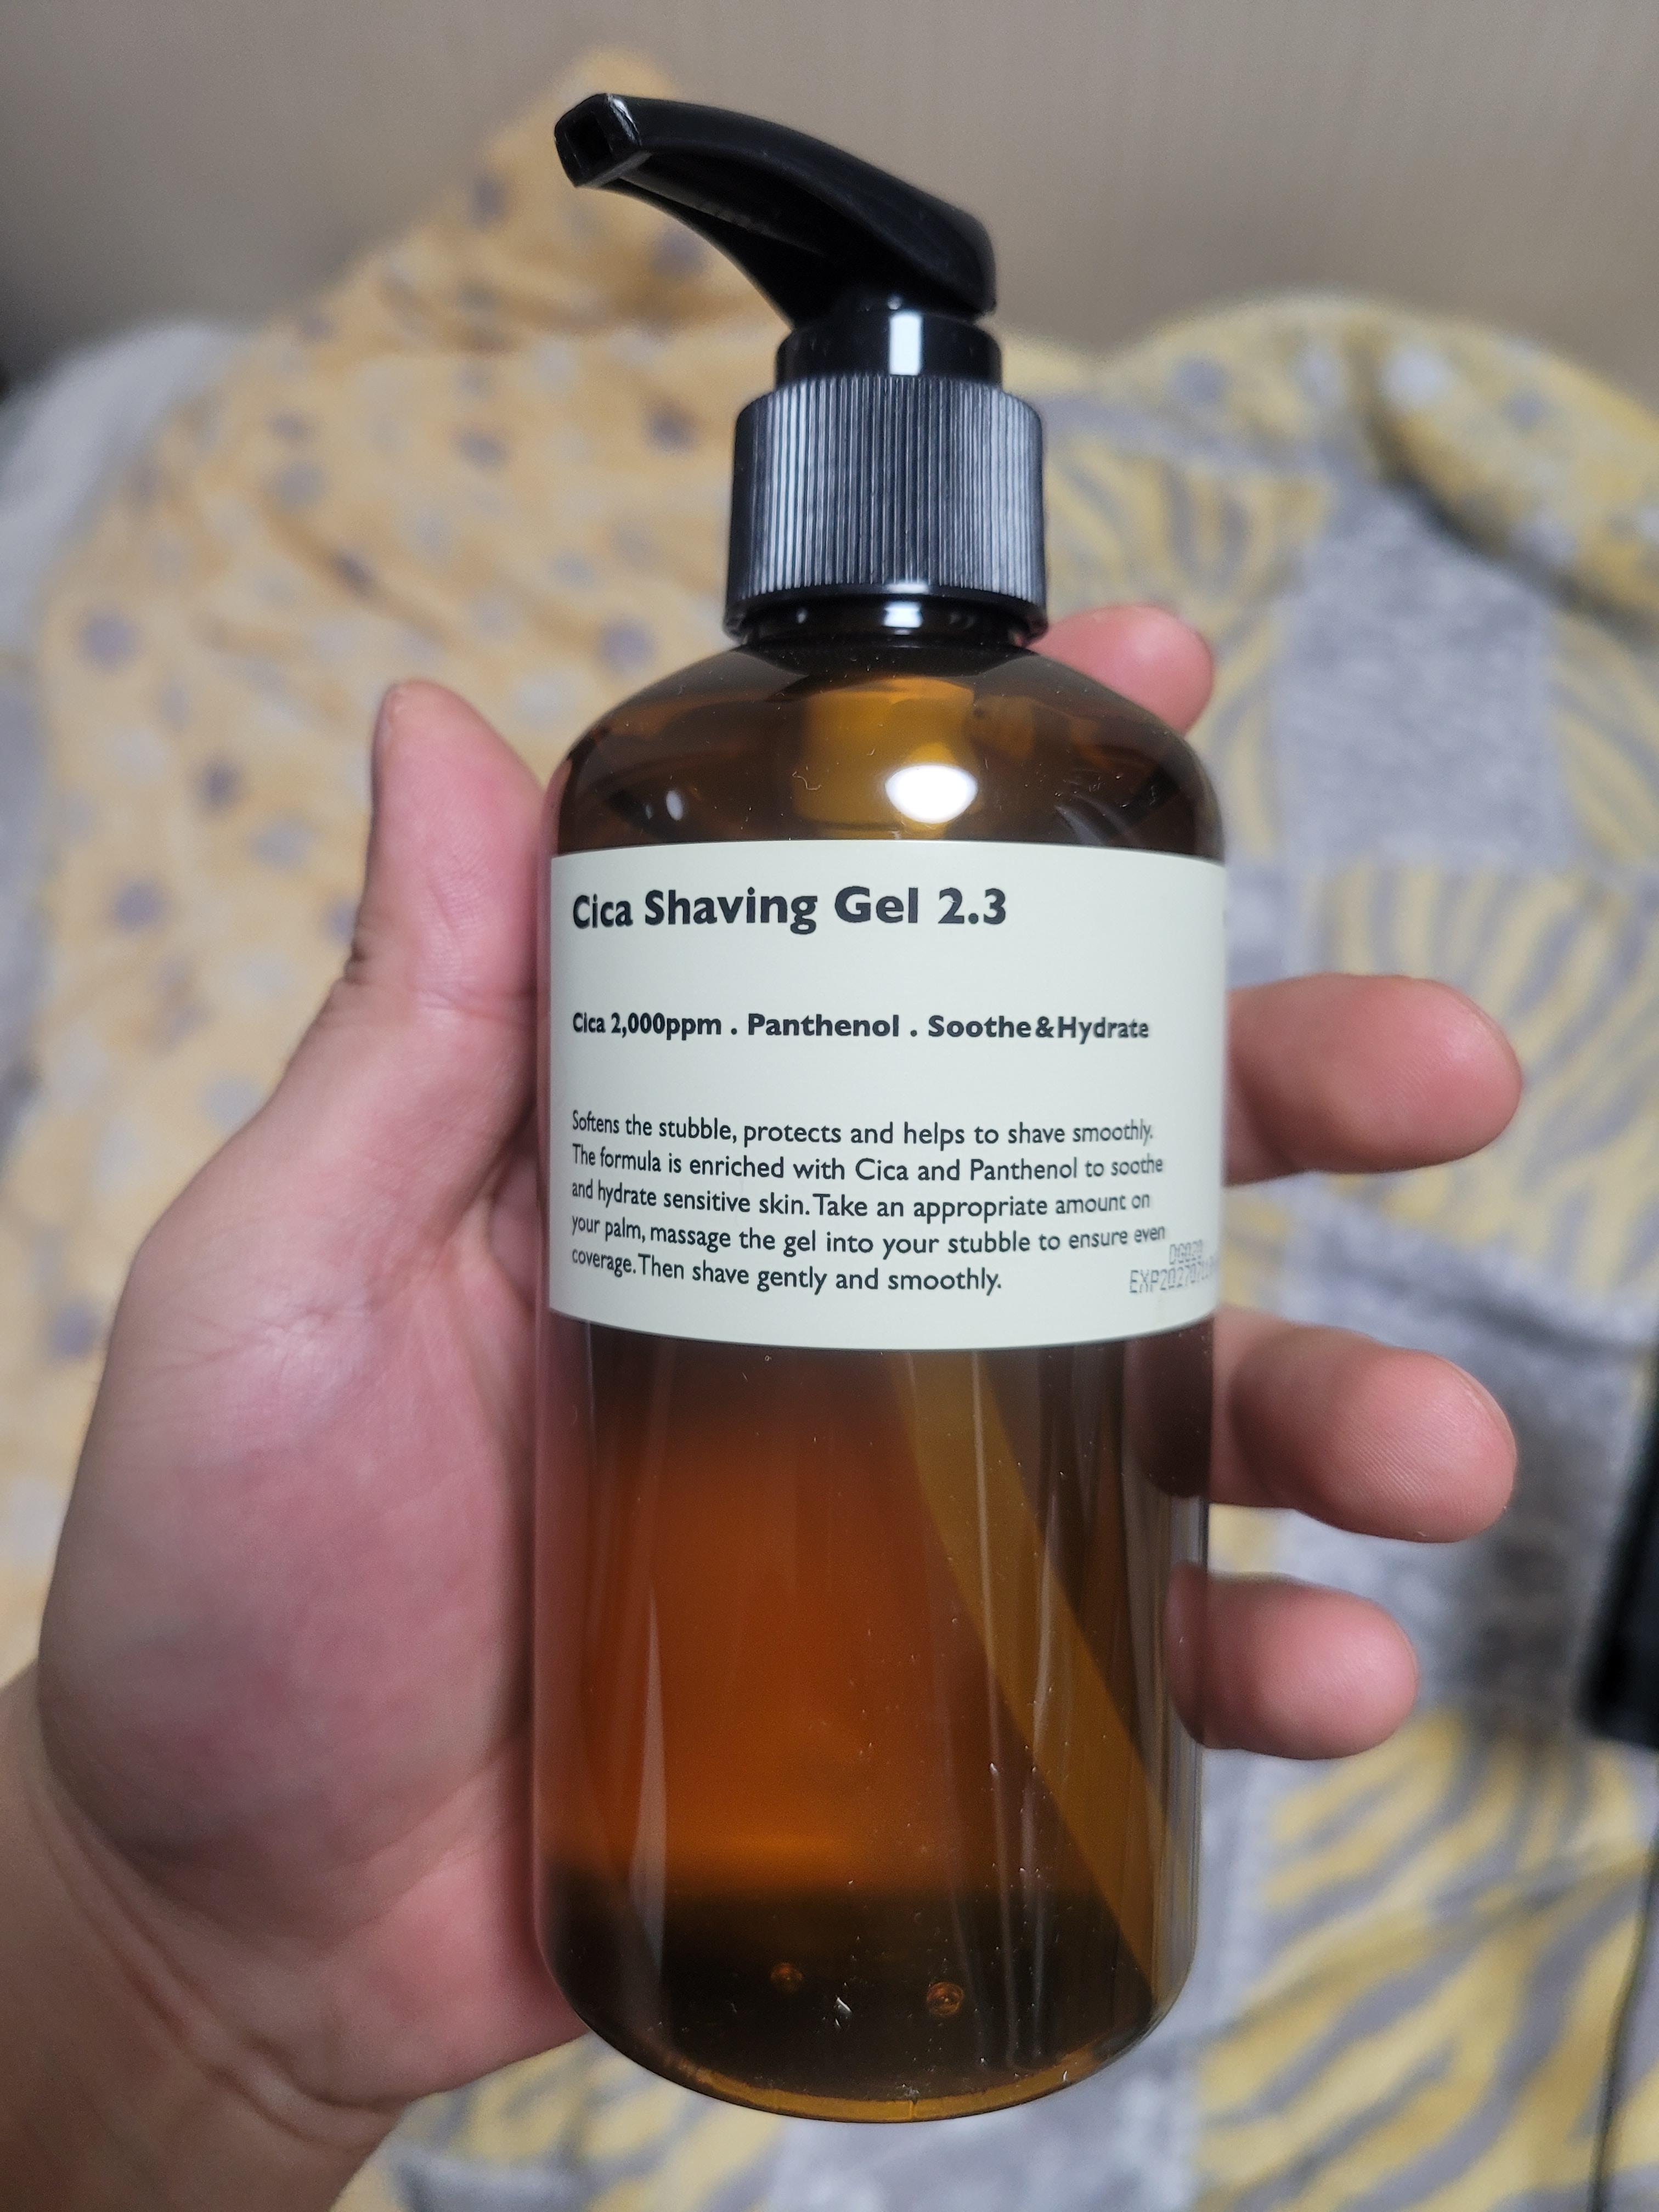 Cica Shaving Gel 2.3
Cica 2,000ppm . Panthenol . Soothe&Hydrate
Softens the stubble, protects and helps to shave smoothly.
The formula is enriched with Cica and Panthenol to soothe
and hydrate sensitive skin. Take an appropriate amount on
your palm, massage the gel into your stubble to ensure even
coverage. Then shave gently and smoothly.